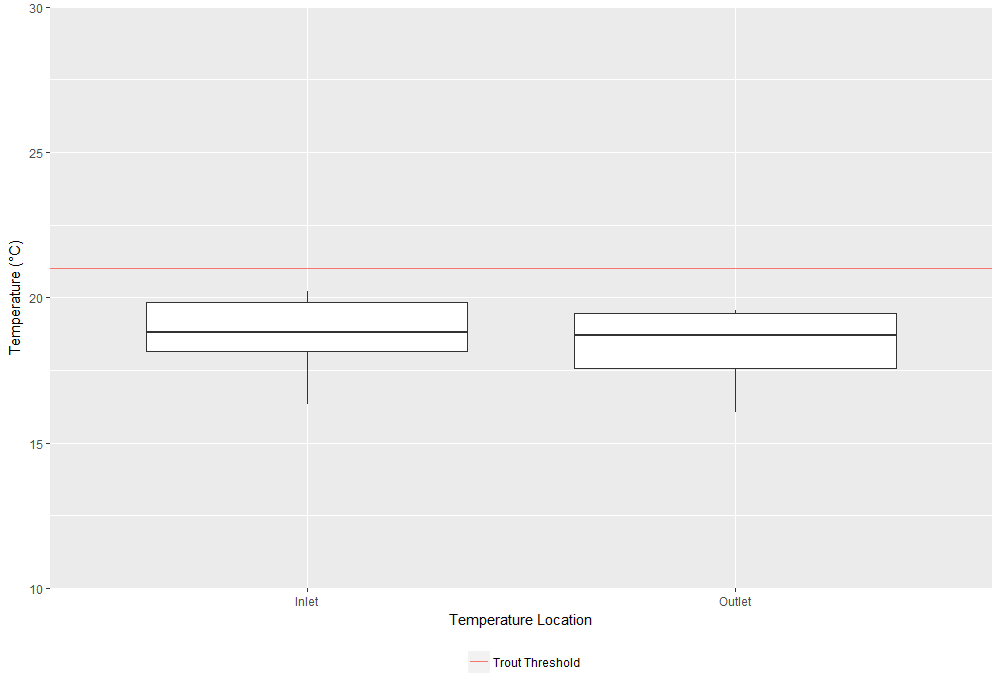 30
25
20
15
10
Temperature (°C)
Inlet
Outlet
Temperature Location
Trout Threshold